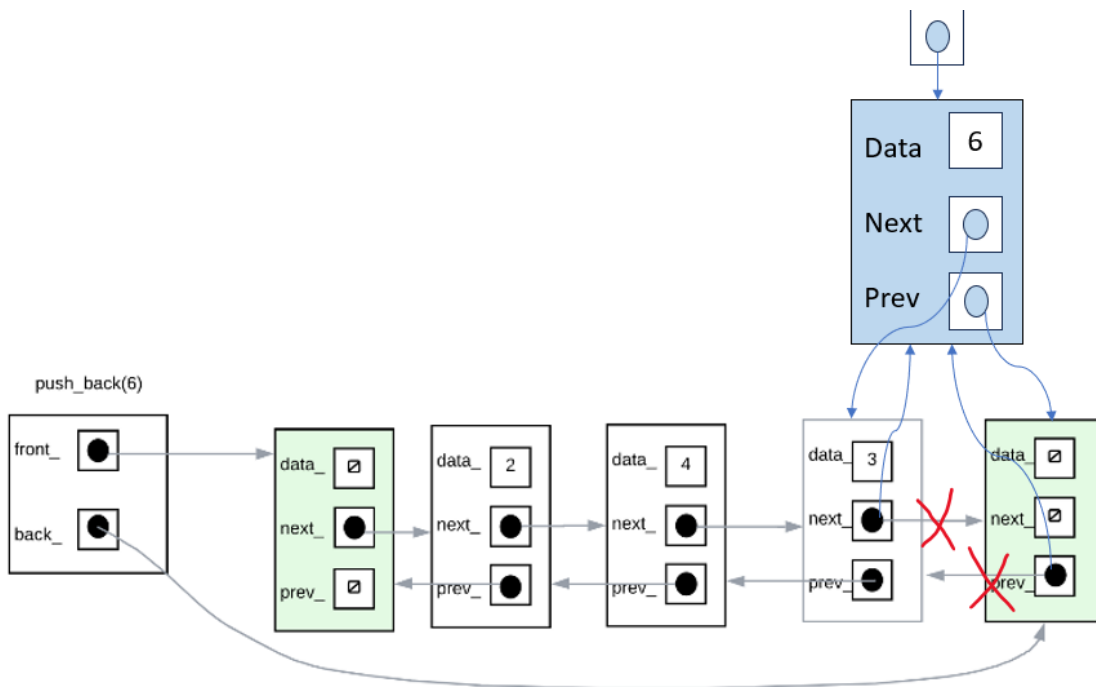 Data 6
Next
Prev
push_back(6)
front_
back_
data_
next_
prev_
data_ 2
next_
prev_
data_ 4
next_
prev_
data_ 3
next_
prev_
data_
next_
prev_